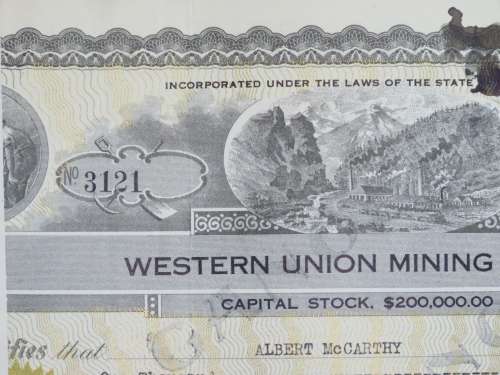 INCORPORATED UNDER THE LAWS OF THE STATE
No. 3121
WESTERN UNION MINING
CAPITAL STOCK, $200,000.00
ifies that ALBERT McCARTHY